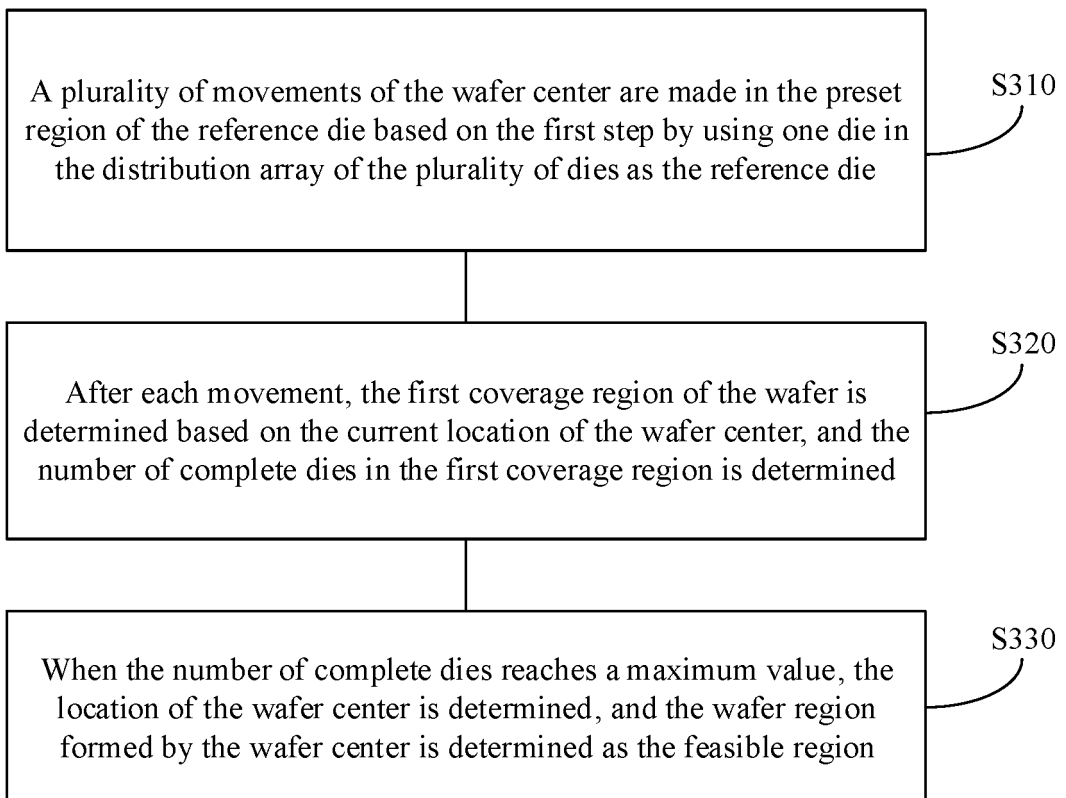 A plurality of movements of the wafer center are made in the preset
region of the reference die based on the first step by using one die in
the distribution array of the plurality of dies as the reference die
S310
After each movement, the first coverage region of the wafer is
determined based on the current location of the wafer center, and the
number of complete dies in the first coverage region is determined
S320
When the number of complete dies reaches a maximum value, the
location of the wafer center is determined, and the wafer region
formed by the wafer center is determined as the feasible region
S330